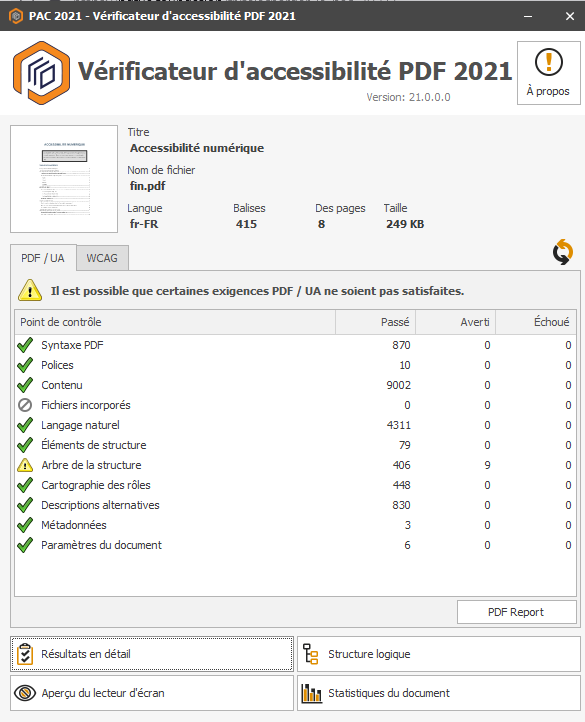 PAC 2021 - Vérificateur d'accessibilité PDF 2021
Vérificateur d'accessibilité PDF 2021
Version: 21.0.0.0
À propos
ACCESSIBILITÉ NUMÉRIQUE
Titre
Accessibilité numérique
Nom de fichier
fin.pdf
Langue Balises Des pages Taille
fr-FR 415 8 249 KB
PDF / UA WCAG
Il est possible que certaines exigences PDF / UA ne soient pas satisfaites.
Point de contrôle Passé Averti Échoué
Syntaxe PDF 870 0 0
Polices 10 0 0
Contenu 9002 0 0
Fichiers incorporés 0 0 0
Langage naturel 4311 0 0
Éléments de structure 79 0 0
Arbre de la structure 406 9 0
Cartographie des rôles 448 0 0
Descriptions alternatives 830 0 0
Métadonnées 3 0 0
Paramètres du document 6 0 0
PDF Report
Résultats en détail Structure logique
Aperçu du lecteur d'écran Statistiques du document